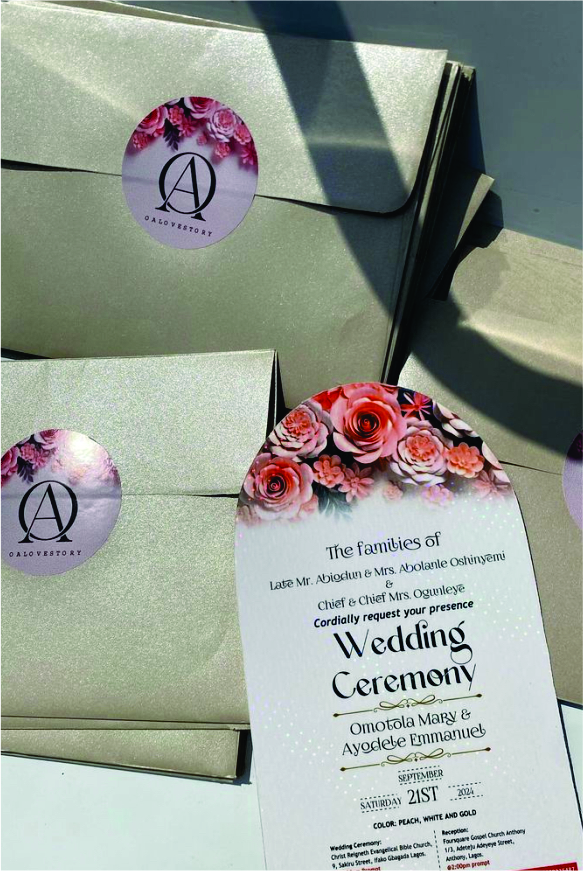 OA
OALOVESTORY
OA
OALOVESTORY
The families of
Late Mr. Abiodun & Mrs. Abolanle Oshinyemi
&
Chief & Chief Mrs. Ogunleye
Cordially request your presence
Wedding
Ceremony
Omotola Mary &
Ayodele Emmanuel
SEPTEMBER
SATURDAY 21ST 2024
COLOR: PEACH, WHITE AND GOLD
Wedding Ceremony:
Christ Reigneth Evangelical Bible Church,
9, Sakiru Street, Ifako Gbagada Lagos.
Prompt
Reception:
Foursquare Gospel Church Anthony
1/3, Adeteju Adeyeye Street,
Anthony, Lagos.
@2:00pm prompt